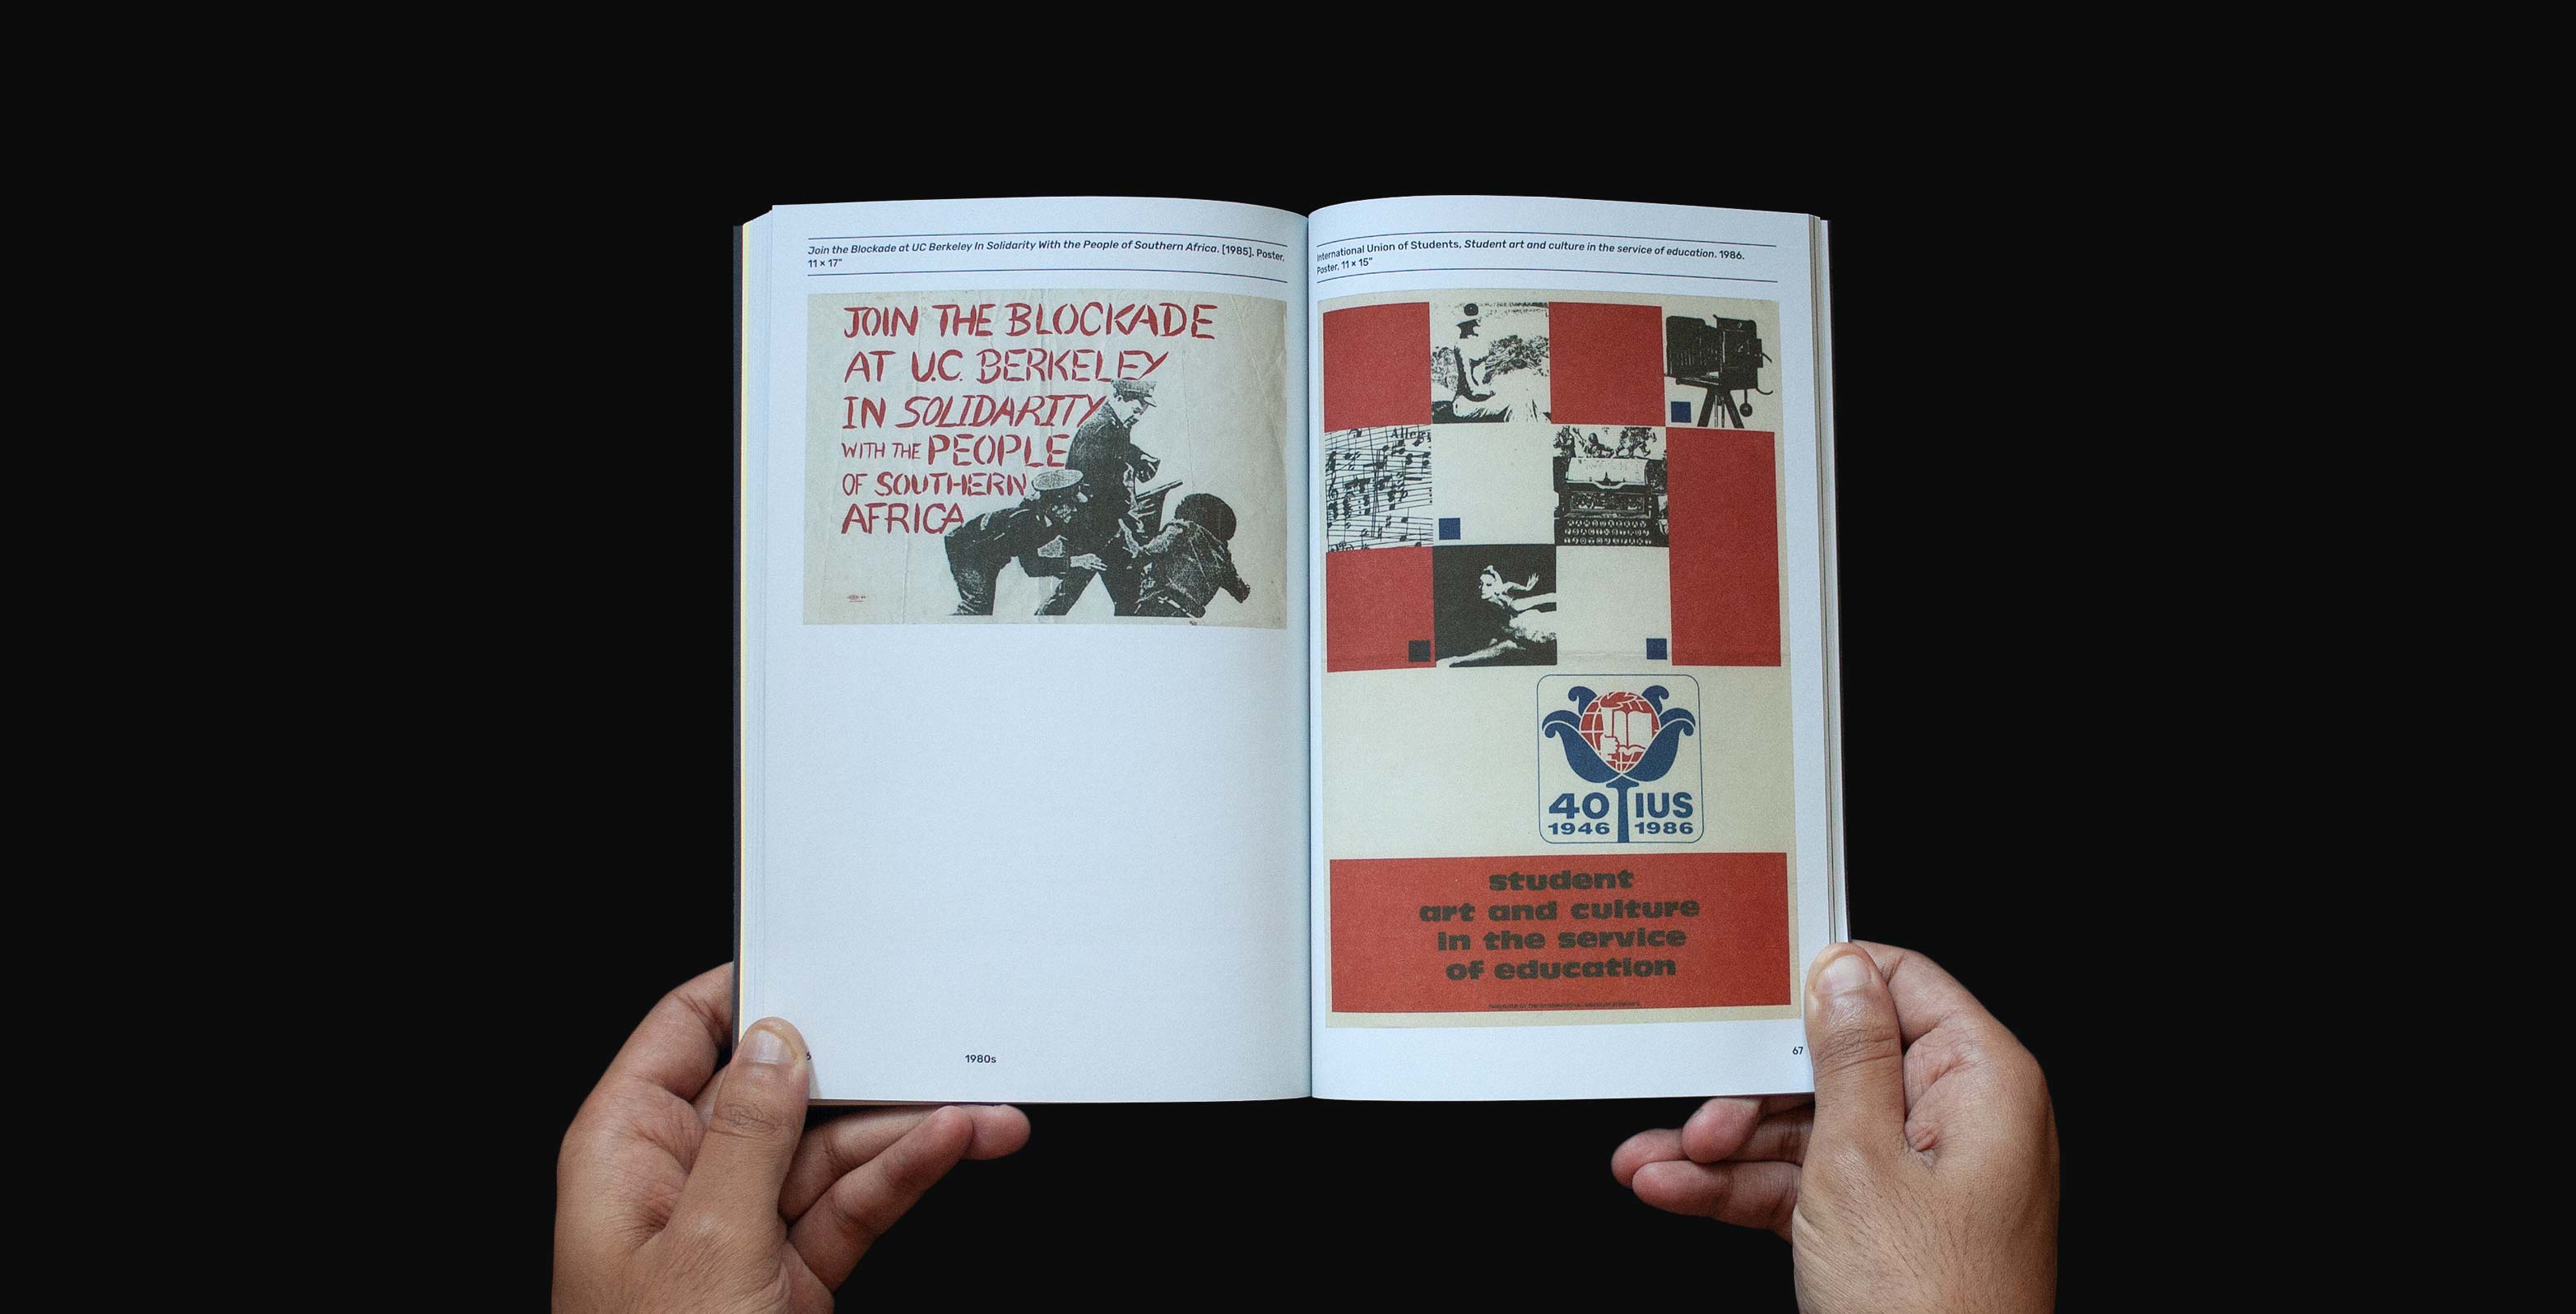 Join the Blockade at UC Berkeley In Solidarity With the People of Southern Africa. [1985]. Poster,
11 × 17"
JOIN THE BLOCKADE
AT U.C. BERKELEY
IN SOLIDARITY
WITH THE PEOPLE
OF SOUTHERN
AFRICA
6
1980s
International Union of Students, Student art and culture in the service of education. 1986.
Poster, 11 × 15"
Allegr
40 IUS
1946 1986
student
art and culture
in the service
of education
67